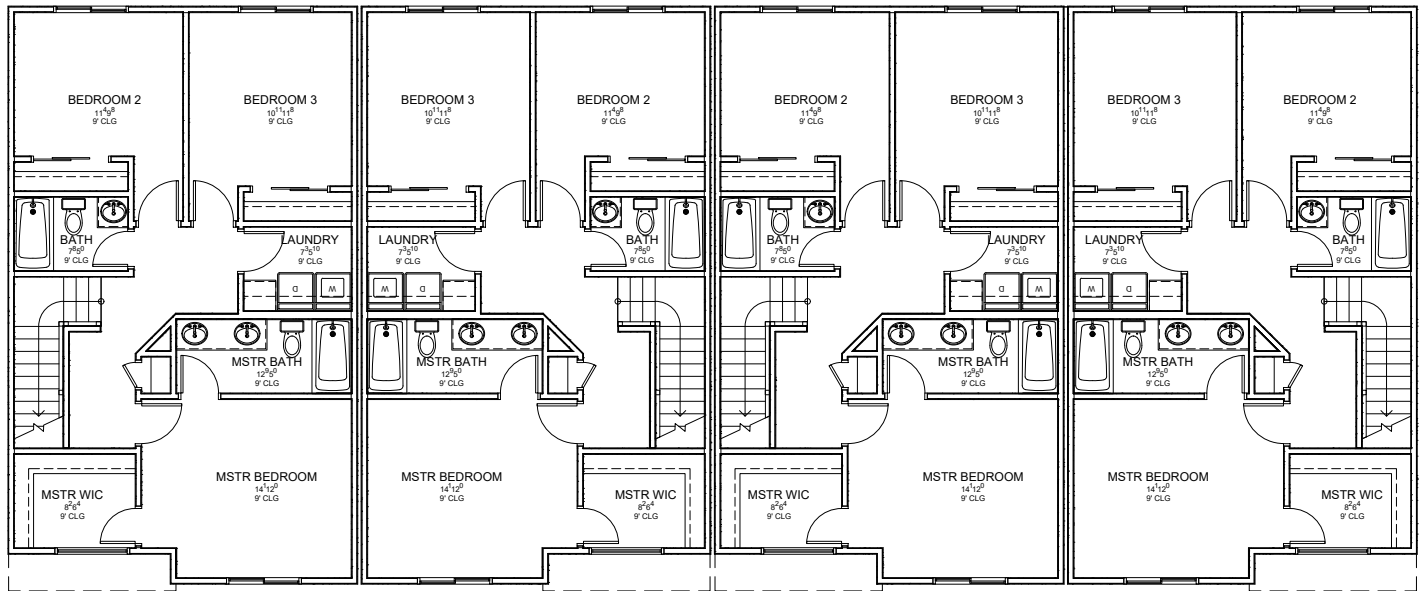 BEDROOM 2
11⁴9⁸
9' CLG
BEDROOM 3
10¹¹11⁸
9' CLG
BEDROOM 3
10¹¹11⁸
9' CLG
BEDROOM 2
11⁴9⁸
9' CLG
BEDROOM 2
11⁴9⁸
9' CLG
BEDROOM 3
10¹¹11⁸
9' CLG
BEDROOM 3
10¹¹11⁸
9' CLG
BEDROOM 2
11⁴9⁸
9' CLG
BATH
7⁸5⁰
9' CLG
LAUNDRY
7³5¹⁰
9' CLG
LAUNDRY
7³5¹⁰
9' CLG
BATH
7⁸5⁰
9' CLG
BATH
7⁸5⁰
9' CLG
LAUNDRY
7³5¹⁰
9' CLG
LAUNDRY
7³5¹⁰
9' CLG
BATH
7⁸5⁰
9' CLG
D
W
W
D
D
W
W
D
MSTR BATH
12⁹5⁰
9' CLG
MSTR BATH
12⁹5⁰
9' CLG
MSTR BATH
12⁹5⁰
9' CLG
MSTR BATH
12⁹5⁰
9' CLG
MSTR WIC
8²6⁴
9' CLG
MSTR BEDROOM
14¹12⁰
9' CLG
MSTR BEDROOM
14¹12⁰
9' CLG
MSTR WIC
8²6⁴
9' CLG
MSTR WIC
8²6⁴
9' CLG
MSTR BEDROOM
14¹12⁰
9' CLG
MSTR BEDROOM
14¹12⁰
9' CLG
MSTR WIC
8²6⁴
9' CLG